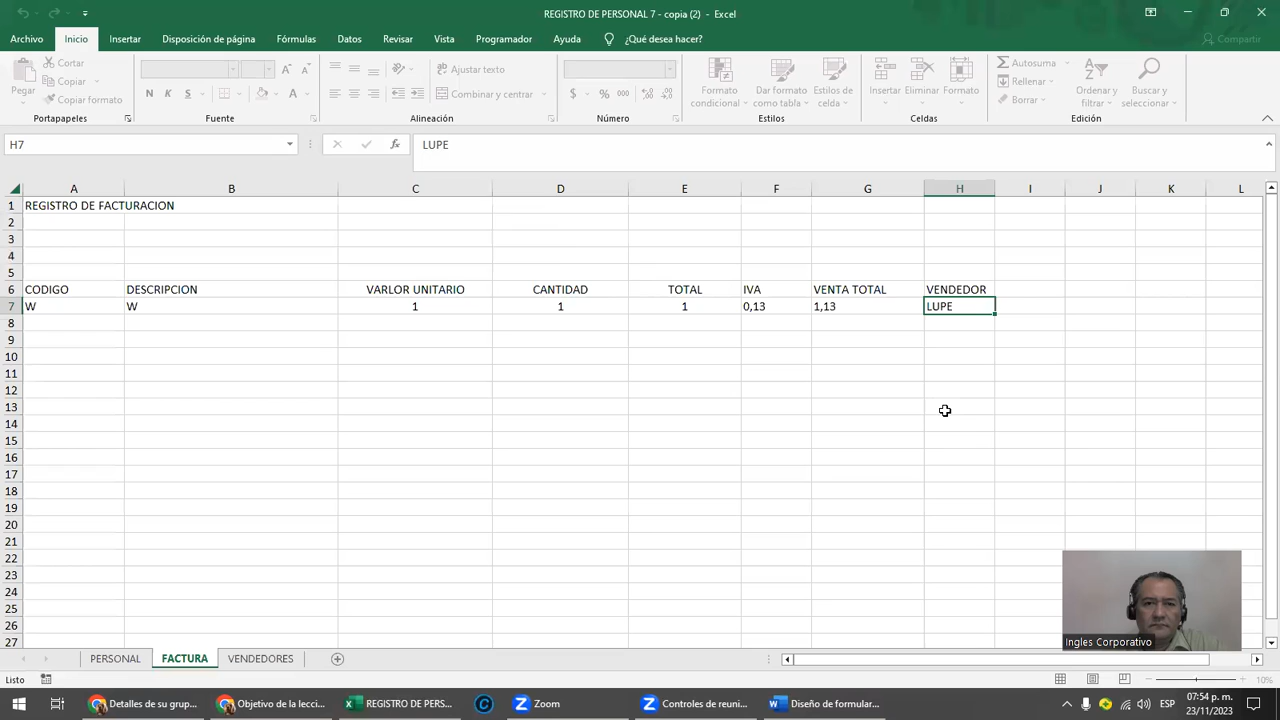 REGISTRO DE PERSONAL 7 - copia (2) - Excel
Archivo Inicio Insertar Disposición de página Fórmulas Datos Revisar Vista Programador Ayuda ¿Qué desea hacer? Compartir
Pegar
Cortar
Copiar
Copiar formato
Portapapeles
N K S
Fuente
Ajustar texto
Combinar y centrar
Alineación
$ % 000
Número
Formato condicional
Dar formato como tabla
Estilos de celda
Estilos
Insertar Eliminar Formato
Celdas
Autosuma
Rellenar
Borrar
Ordenar y filtrar
Buscar y seleccionar
Edición
H7 fx LUPE
A B C D E F G H I J K L
1 REGISTRO DE FACTURACION
2
3
4
5
6 CODIGO DESCRIPCION VARLOR UNITARIO CANTIDAD TOTAL IVA VENTA TOTAL VENDEDOR
7 W W 1 1 1 0,13 1,13 LUPE
8
9
10
11
12
13
14
15
16
17
18
19
20
21
22
23
24
25
26
27
Ingles Corporativo
PERSONAL FACTURA VENDEDORES
Listo 10%
Detalles de su grup... Objetivo de la lecci... REGISTRO DE PERS... Zoom Controles de reuni... Diseño de formular... ESP 07:54 p. m.
23/11/2023